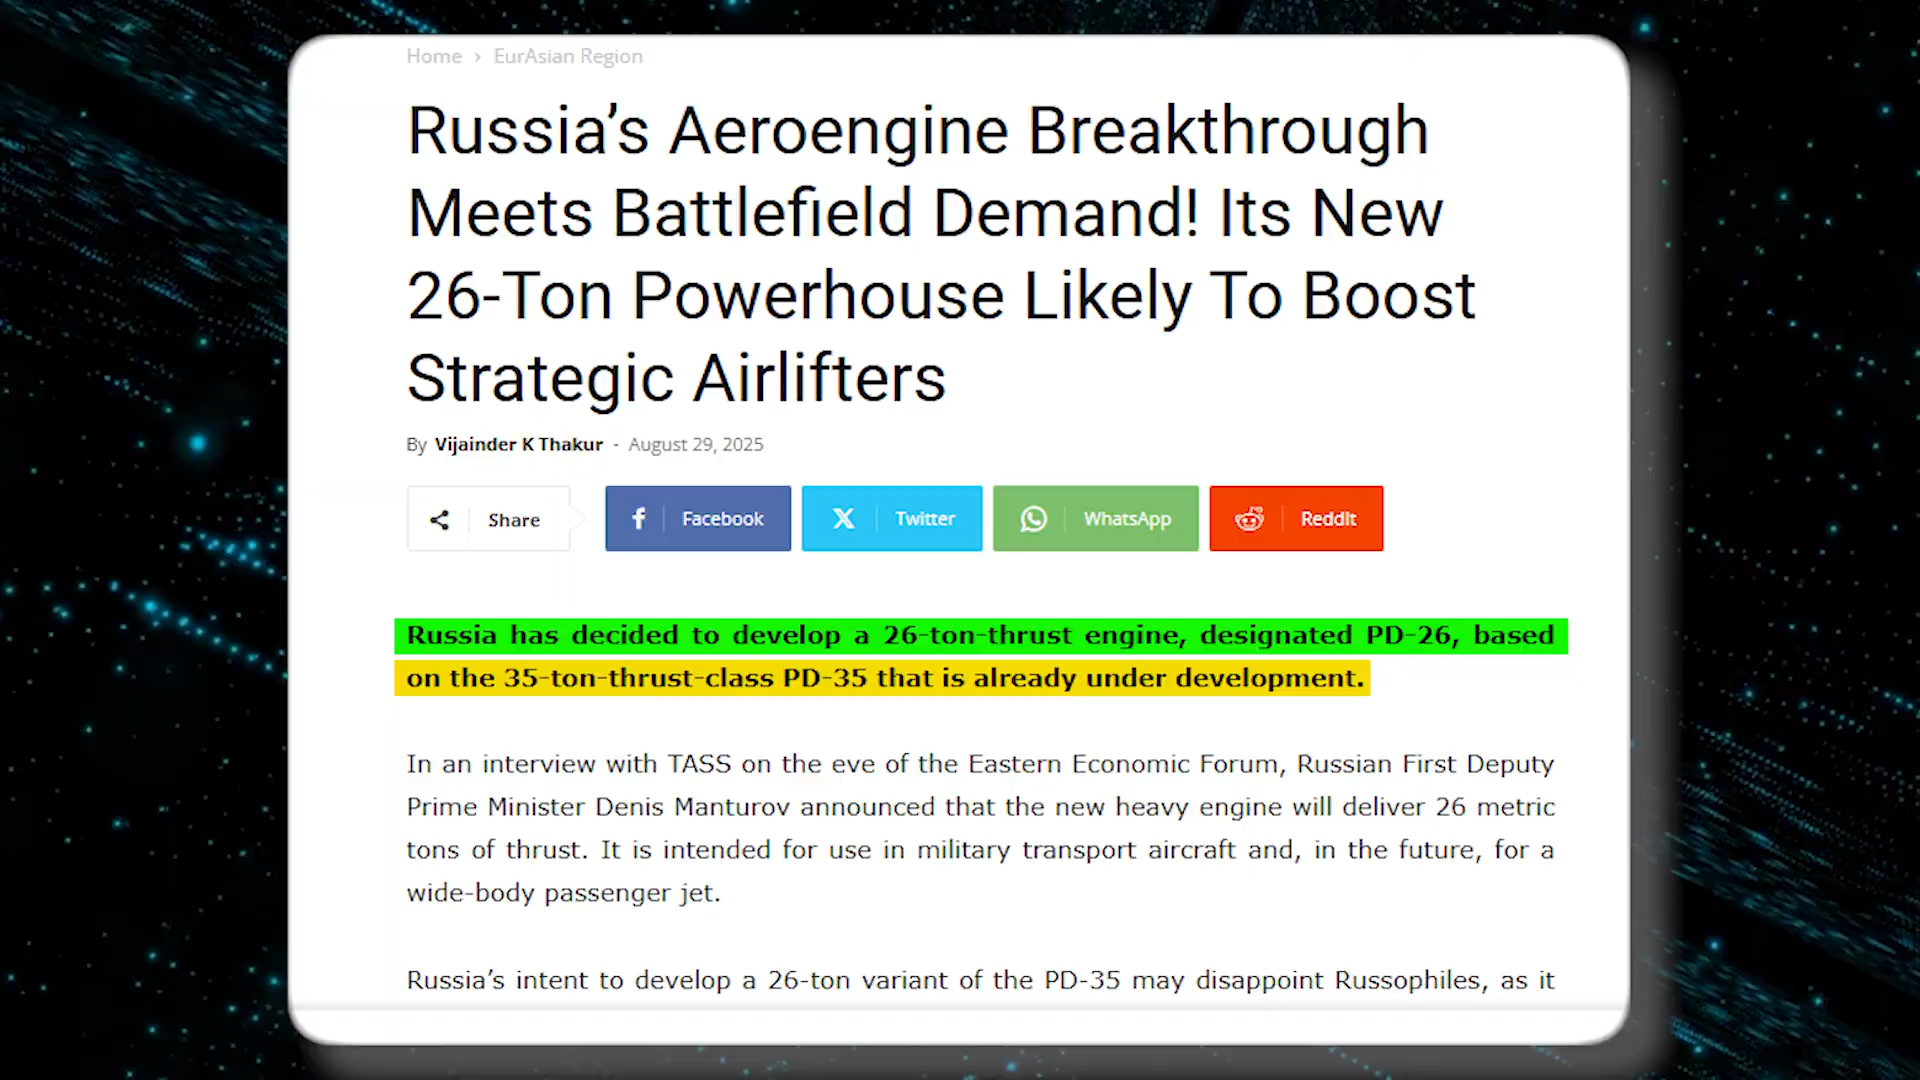 Home › EurAsian Region
Russia’s Aeroengine Breakthrough
Meets Battlefield Demand! Its New
26-Ton Powerhouse Likely To Boost
Strategic Airlifters
By Vijainder K Thakur - August 29, 2025
Share Facebook Twitter WhatsApp ReddIt
Russia has decided to develop a 26-ton-thrust engine, designated PD-26, based
on the 35-ton-thrust-class PD-35 that is already under development.
In an interview with TASS on the eve of the Eastern Economic Forum, Russian First Deputy
Prime Minister Denis Manturov announced that the new heavy engine will deliver 26 metric
tons of thrust. It is intended for use in military transport aircraft and, in the future, for a
wide-body passenger jet.
Russia’s intent to develop a 26-ton variant of the PD-35 may disappoint Russophiles, as it